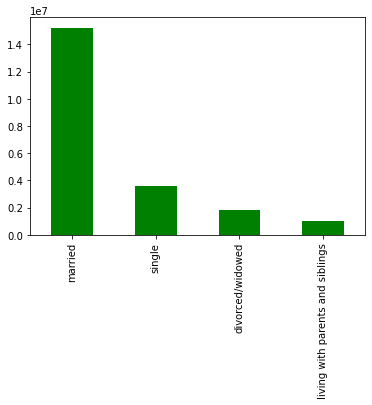 1e7
1.4
1.2
1.0
0.8
0.6
0.4
0.2
0.0
married
single
divorced/widowed
living with parents and siblings